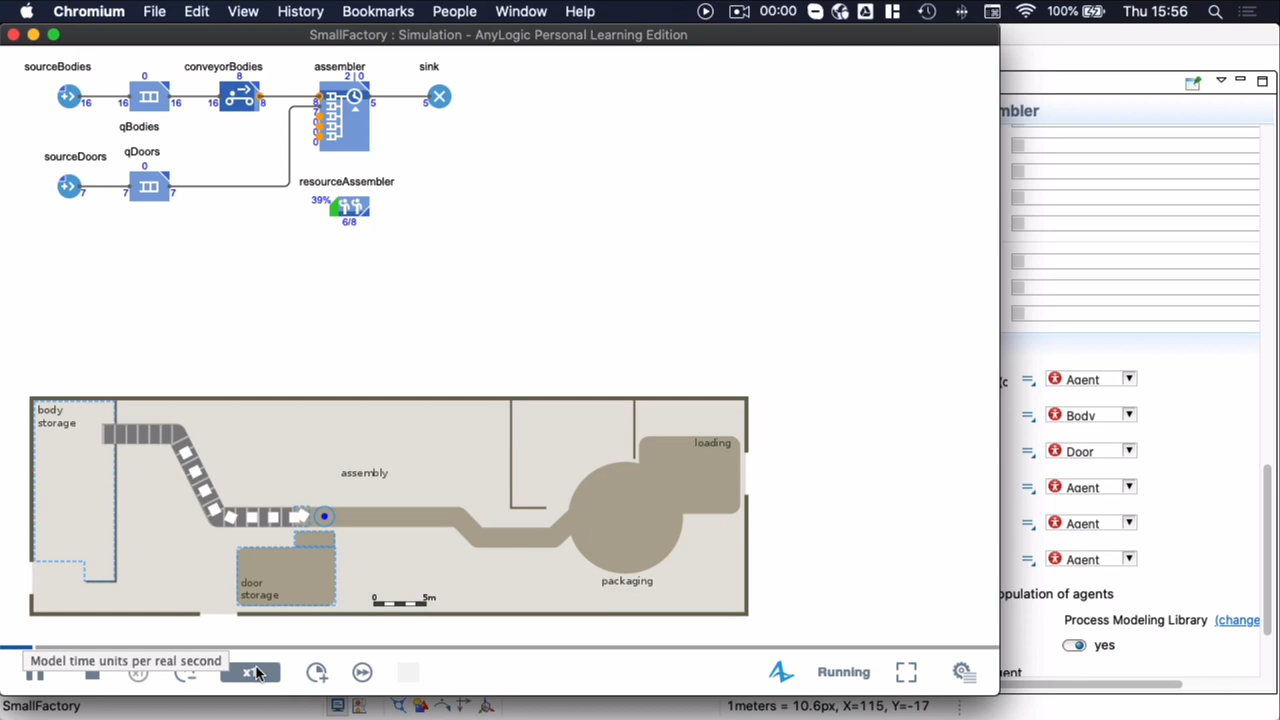 Chromium File Edit View History Bookmarks People Window Help 00:00 100% Thu 15:56
SmallFactory : Simulation - AnyLogic Personal Learning Edition
sourceBodies conveyorBodies assembler sink
0 8 2 | 0
16 16 16 16 8 8 5 5
mbler
qBodies
0
0
0
sourceDoors qDoors
0
7 7 7
resourceAssembler
39%
6/8
Agent
body
storage
Body
loading
Door
assembly
Agent
Agent
Agent
door
storage
packaging
0 5m
opulation of agents
Process Modeling Library (change
yes
Model time units per real second
Running
ent
SmallFactory 1meters = 10.6px, X=115, Y=-17